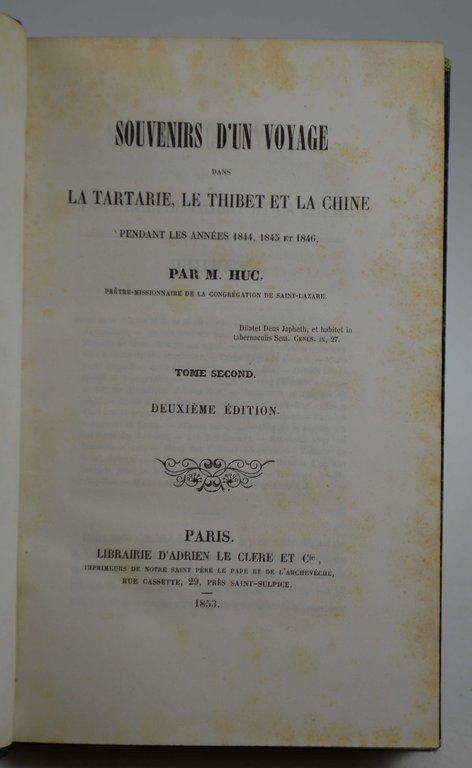 SOUVENIRS D'UN VOYAGE
DANS
LA TARTARIE, LE THIBET ET LA CHINE
PENDANT LES ANNÉES 1844, 1845 ET 1846,
PAR M. HUC,
PRÊTRE-MISSIONNAIRE DE LA CONGRÉGATION DE SAINT-LAZARE.
Dilatet Deus Japheth, et habitet in
tabernaculis Sem. GENES. IX, 27.
TOME SECOND.
DEUXIÈME ÉDITION.
PARIS.
LIBRAIRIE D'ADRIEN LE CLERE ET Cie,
IMPRIMEURS DE NOTRE SAINT PÈRE LE PAPE ET DE L'ARCHEVÊCHÉ,
RUE CASSETTE, 29, PRÈS SAINT-SULPICE.
1853.